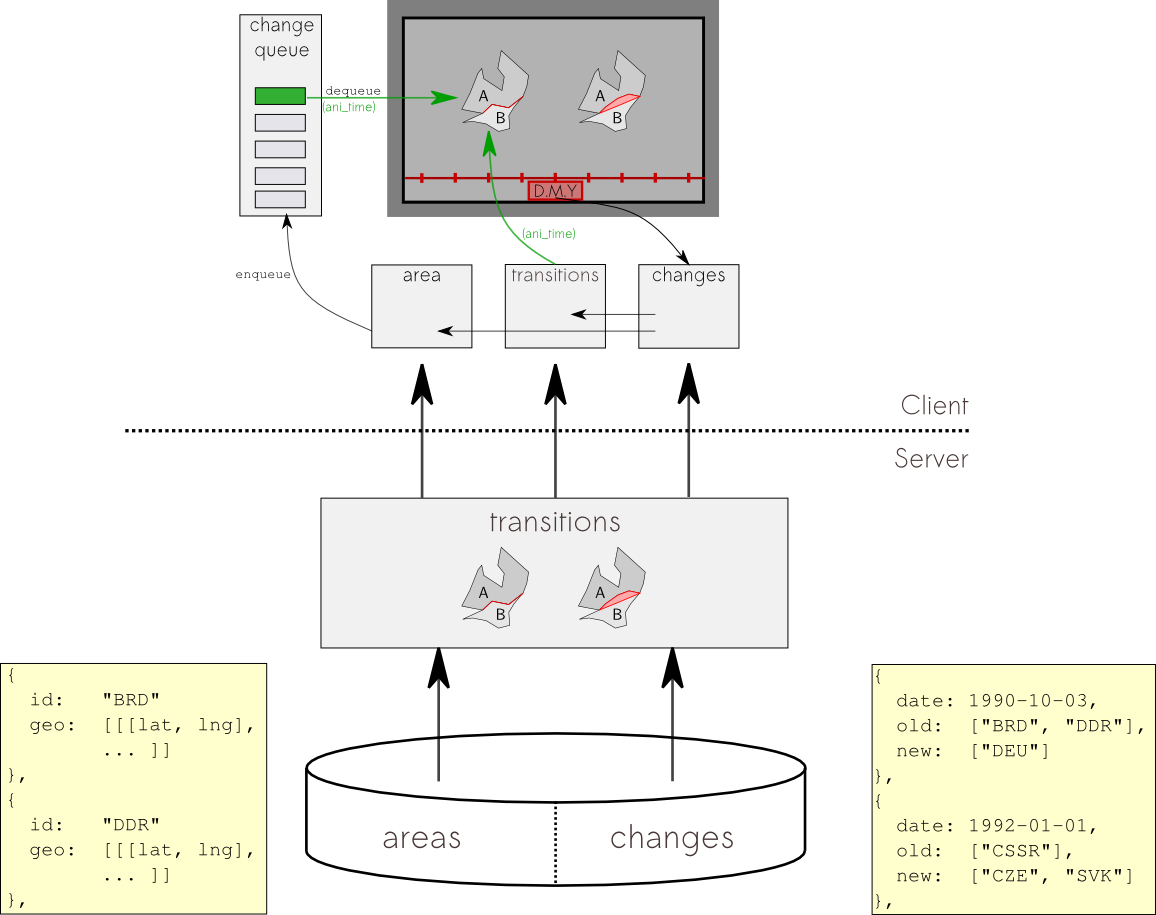 change
queue
dequeue
(ani_time)
A
B
A
B
D.M.Y
(ani_time)
enqueue
area
transitions
changes
Client
Server
transitions
A
B
A
B
{
id: "BRD"
geo: [[[lat, lng],
... ]]
},
{
id: "DDR"
geo: [[[lat, lng],
... ]]
},
areas
changes
{
date: 1990-10-03,
old: ["BRD", "DDR"],
new: ["DEU"]
},
{
date: 1992-01-01,
old: ["CSSR"],
new: ["CZE", "SVK"]
},